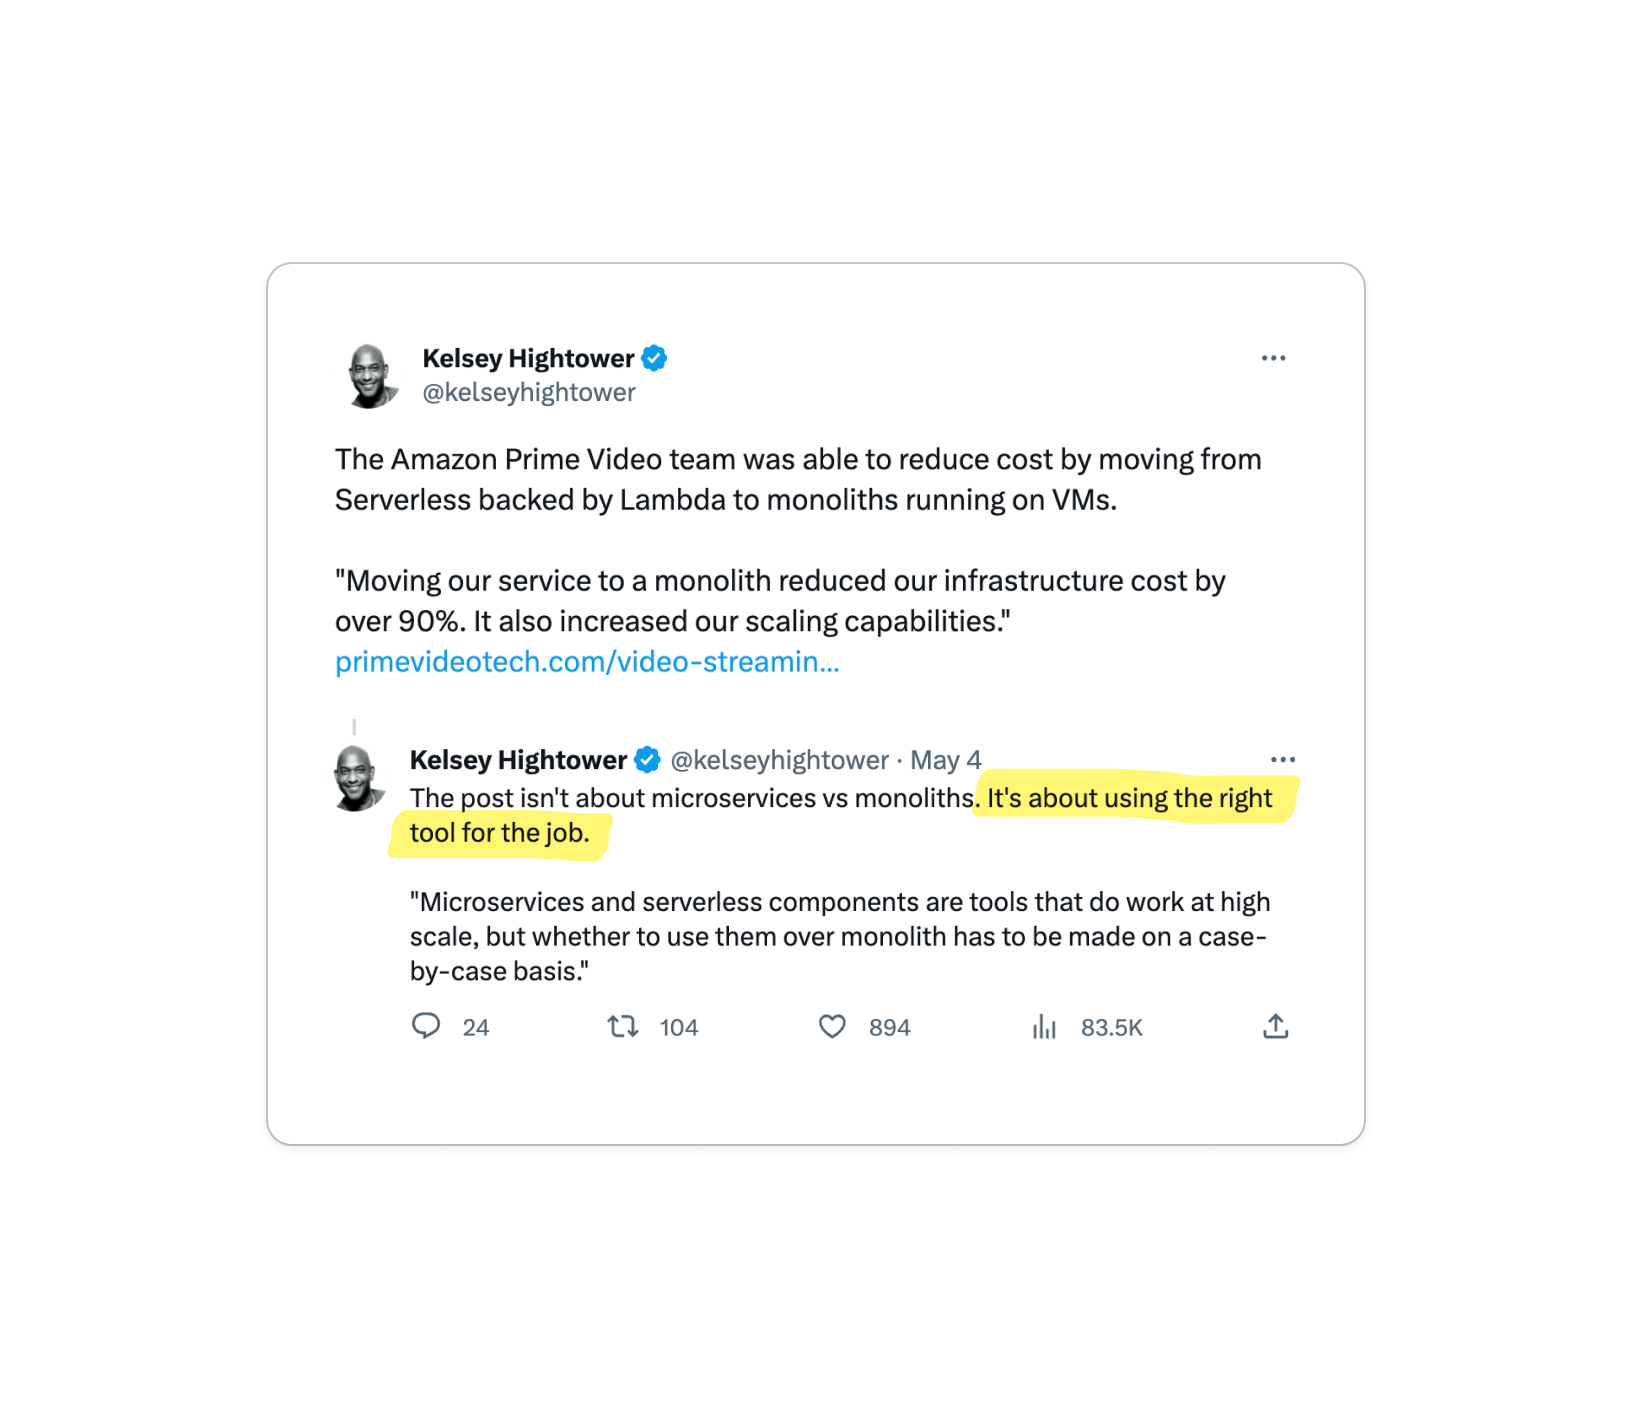 Kelsey Hightower
@kelseyhightower
The Amazon Prime Video team was able to reduce cost by moving from
Serverless backed by Lambda to monoliths running on VMs.
"Moving our service to a monolith reduced our infrastructure cost by
over 90%. It also increased our scaling capabilities."
primevideotech.com/video-streamin...
Kelsey Hightower @kelseyhightower · May 4
The post isn't about microservices vs monoliths. It's about using the right
tool for the job.
"Microservices and serverless components are tools that do work at high
scale, but whether to use them over monolith has to be made on a case-
by-case basis."
24 104 894 83.5K